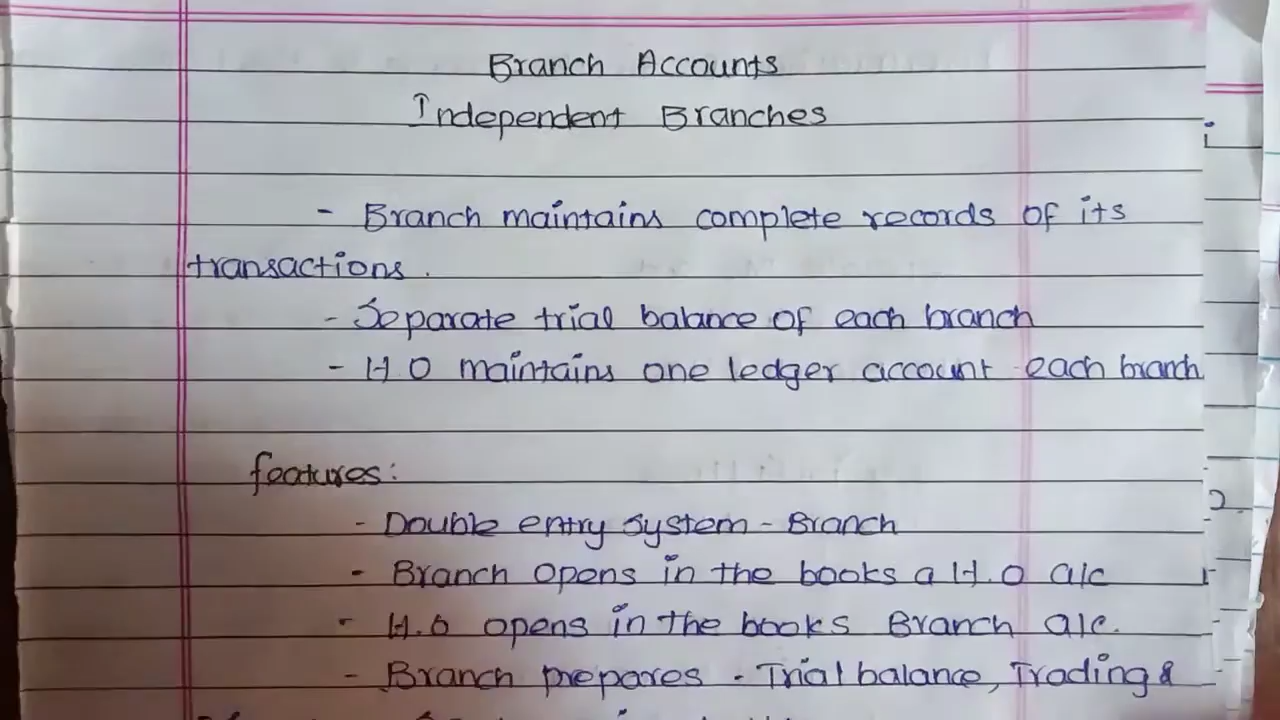 Branch Accounts
Independent Branches
- Branch maintains complete records of its
transactions.
- Separate trial balance of each branch
- H.O maintains one ledger account each branch
features:
- Double entry system - Branch
- Branch opens in the books a H.O a/c
- H.O opens in the books Branch a/c.
- Branch prepares - Trial balance, Trading &